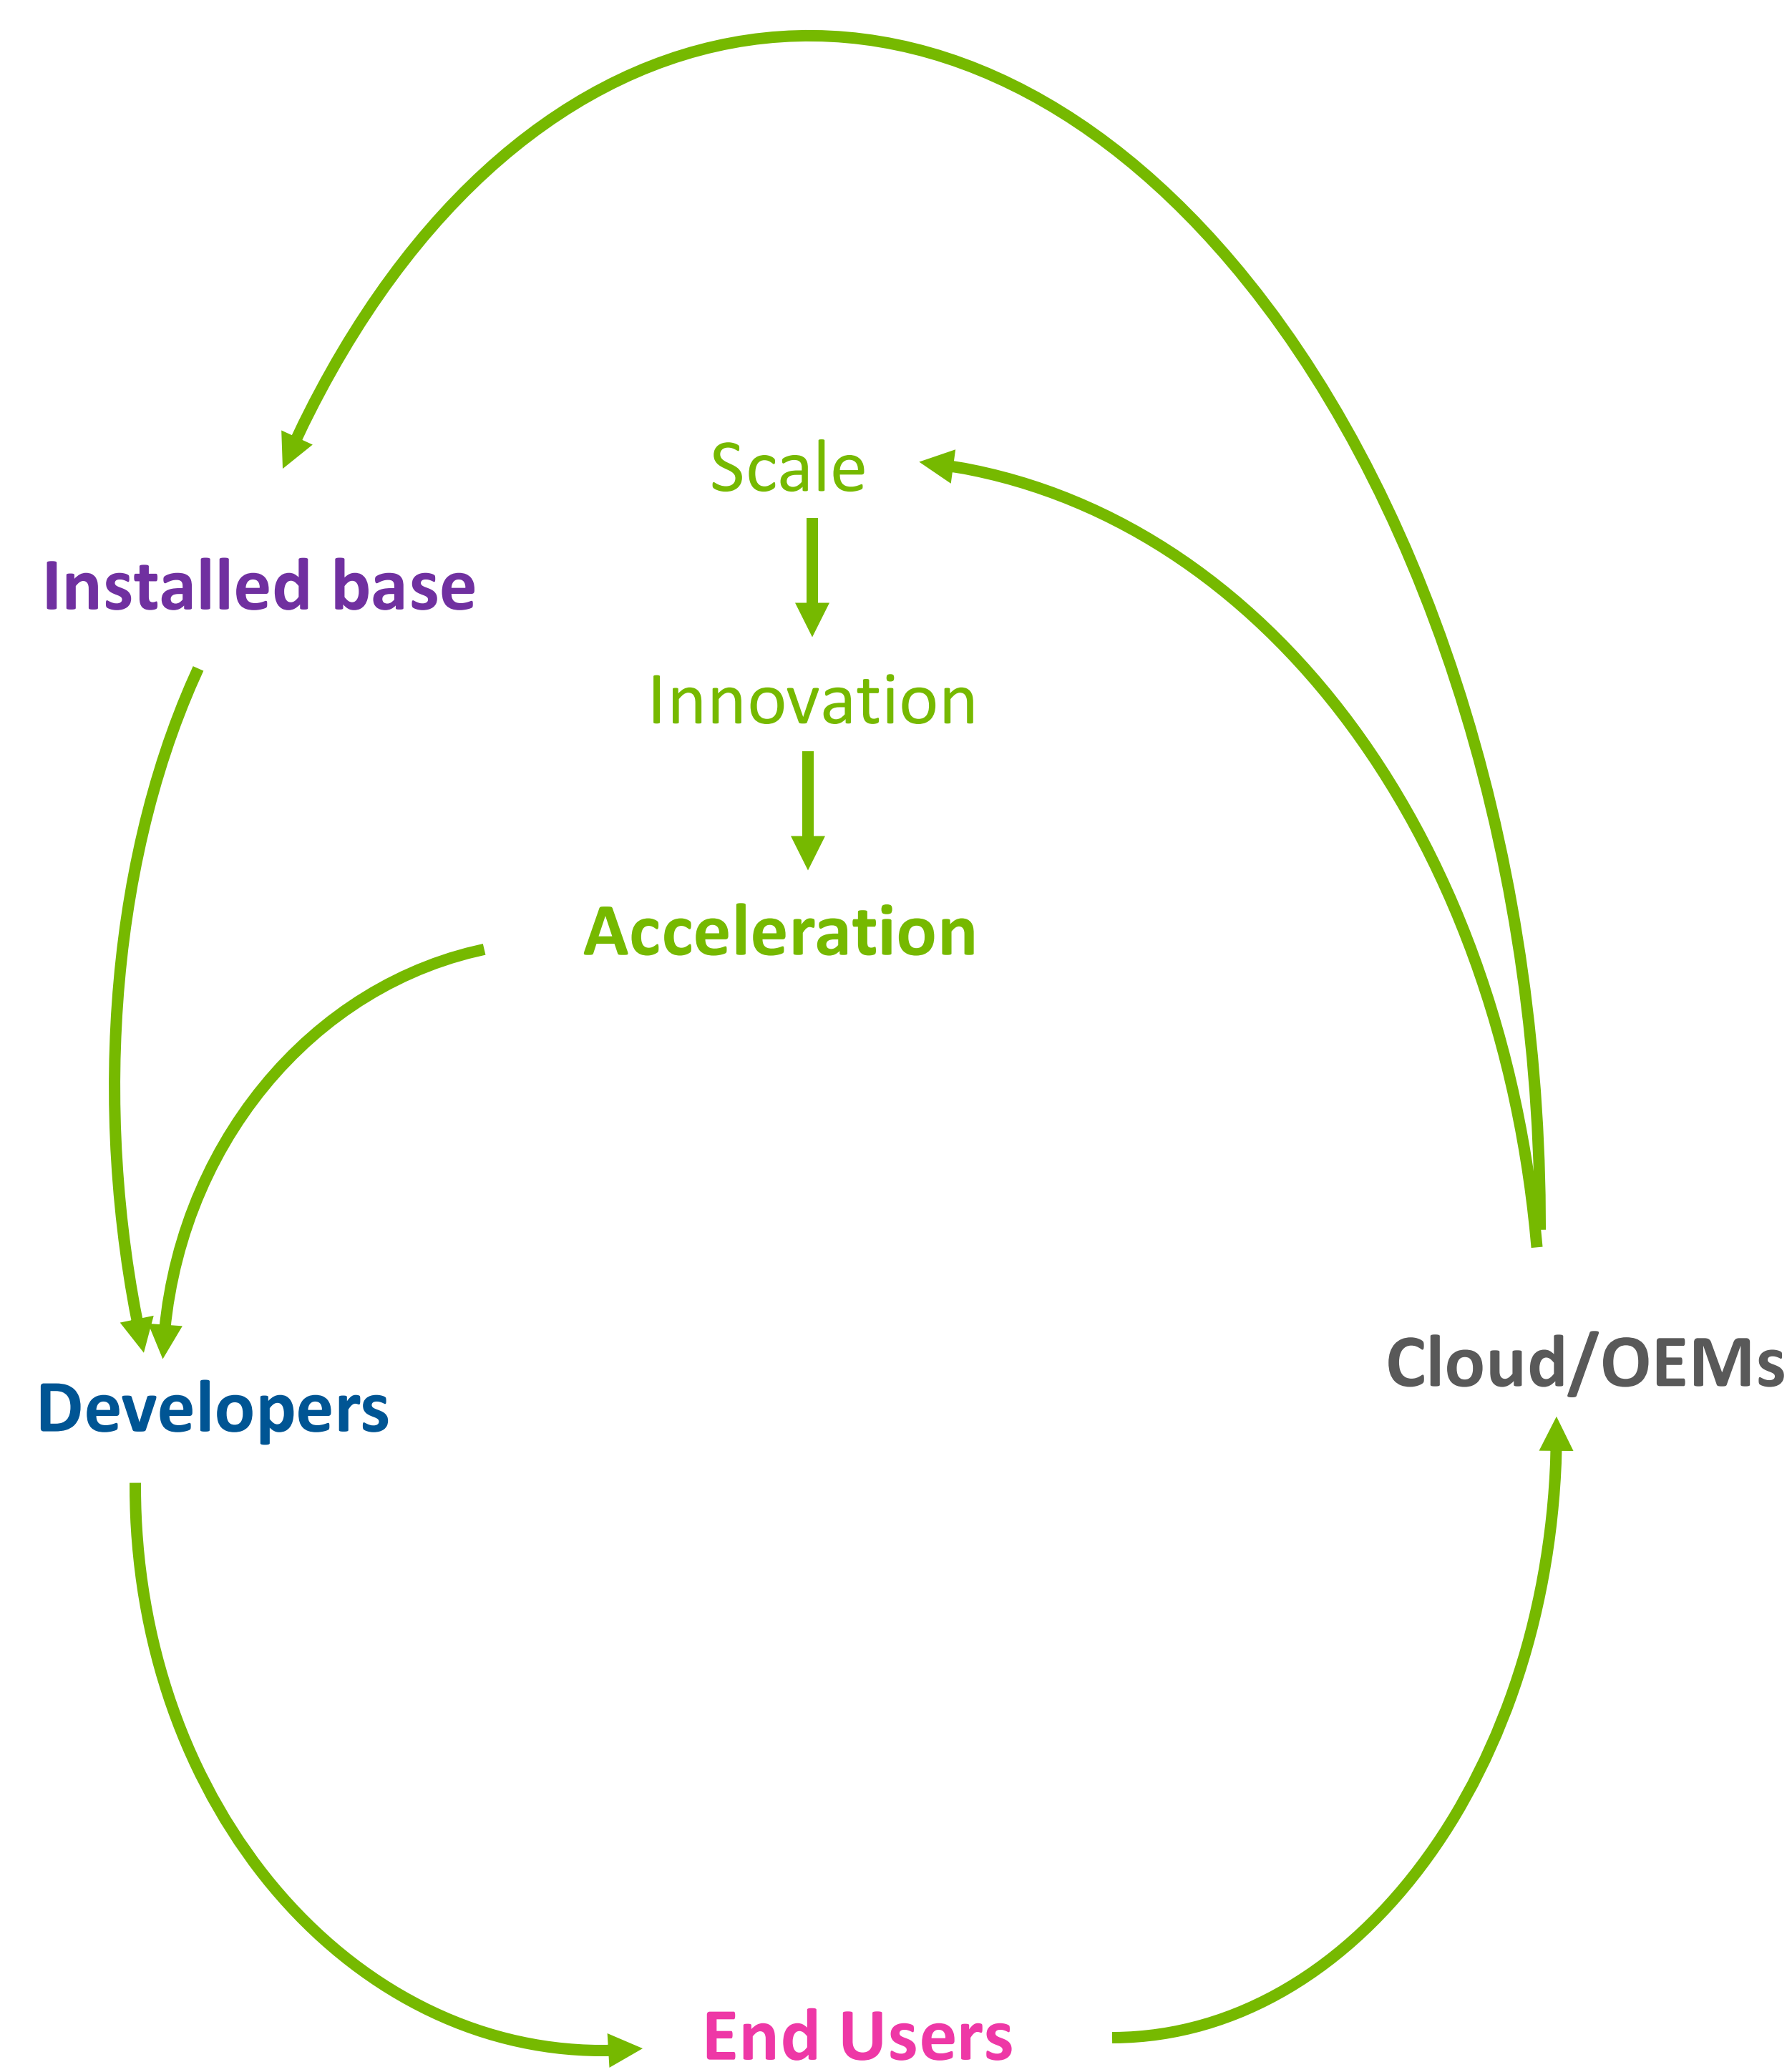 Scale
Installed base
Innovation
Acceleration
Cloud/OEMs
Developers
End Users